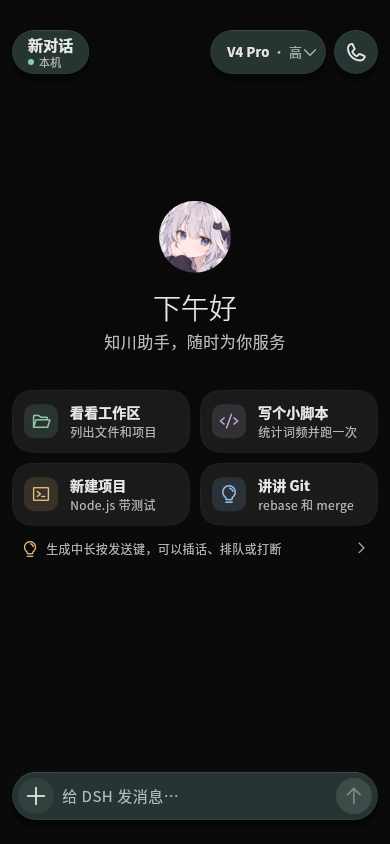 新对话
本机
V4 Pro · 高
下午好
知川助手，随时为你服务
看看工作区
列出文件和项目
写个小脚本
统计词频并跑一次
新建项目
Node.js 带测试
讲讲 Git
rebase 和 merge
生成中长按发送键，可以插话、排队或打断
给 DSH 发消息…